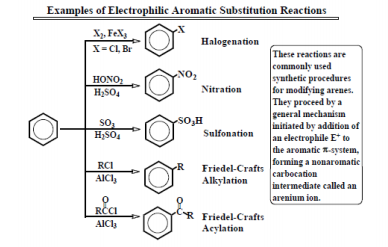 Examples of Electrophilic Aromatic Substitution Reactions
X₂, FeX₃
X = Cl, Br
X
Halogenation
HONO₂
H₂SO₄
NO₂
Nitration
SO₃
H₂SO₄
SO₃H
Sulfonation
RCl
AlCl₃
R
Friedel-Crafts
Alkylation
O
RCCl
AlCl₃
O
C
R
Friedel-Crafts
Acylation
These reactions are
commonly used
synthetic procedures
for modifying arenes.
They proceed by a
general mechanism
initiated by addition of
an electrophile E⁺ to
the aromatic π-system,
forming a nonaromatic
carbocation
intermediate called an
arenium ion.